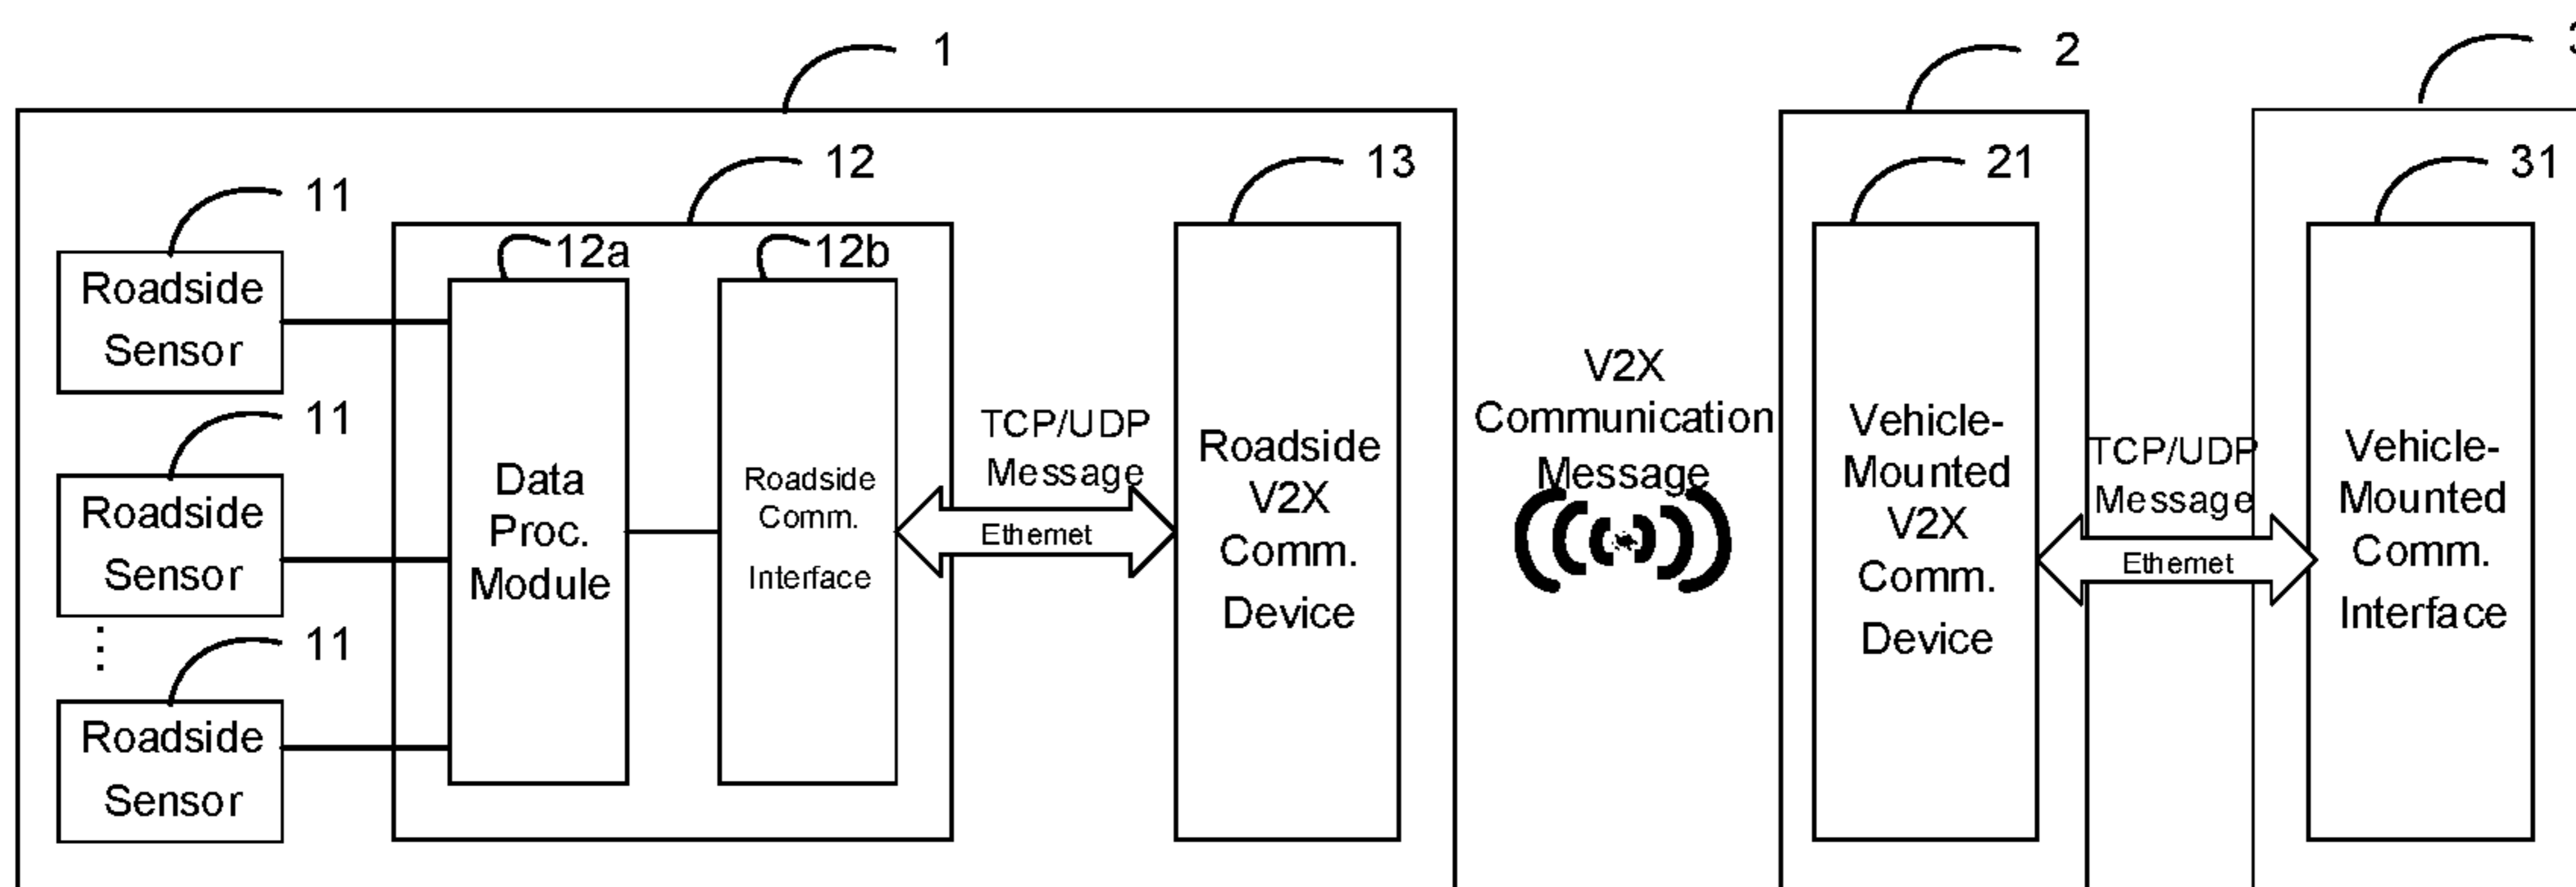 1
2
12
13
21
31
11
12a
12b
Roadside
Sensor
11
Roadside
Sensor
11
Roadside
Sensor
Data
Proc.
Module
Roadside
Comm.
Interface
TCP/UDP
Message
Ethernet
Roadside
V2X
Comm.
Device
V2X
Communication
Message
Vehicle-
Mounted
V2X
Comm.
Device
TCP/UDP
Message
Ethernet
Vehicle-
Mounted
Comm.
Interface